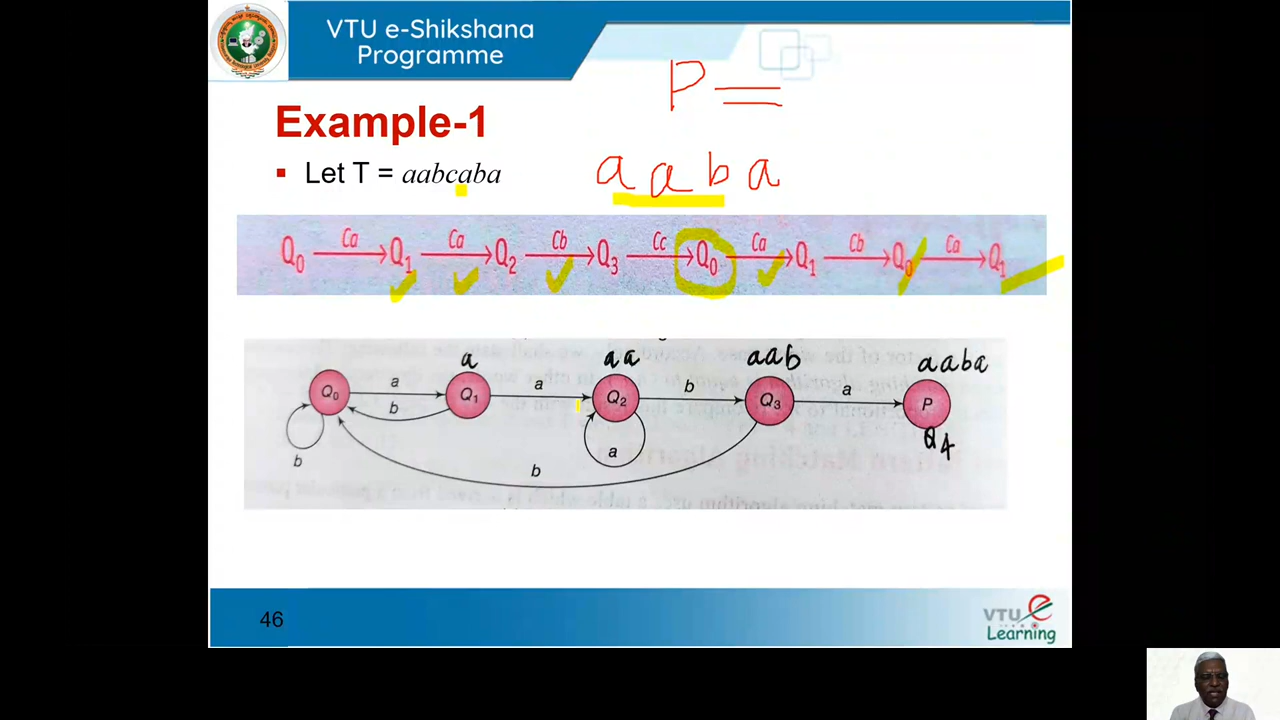 VTU e-Shikshana
Programme
P =
Example-1
Let T = aabcaba
a a b a
Q0 Ca Q1 Ca Q2 Cb Q3 Cc Q0 Ca Q1 Cb Q0 Ca Q1
a aa aab aaba
Q0 a Q1 a Q2 b Q3 a P
b
Q4
b a
b
46
VTU e
Learning